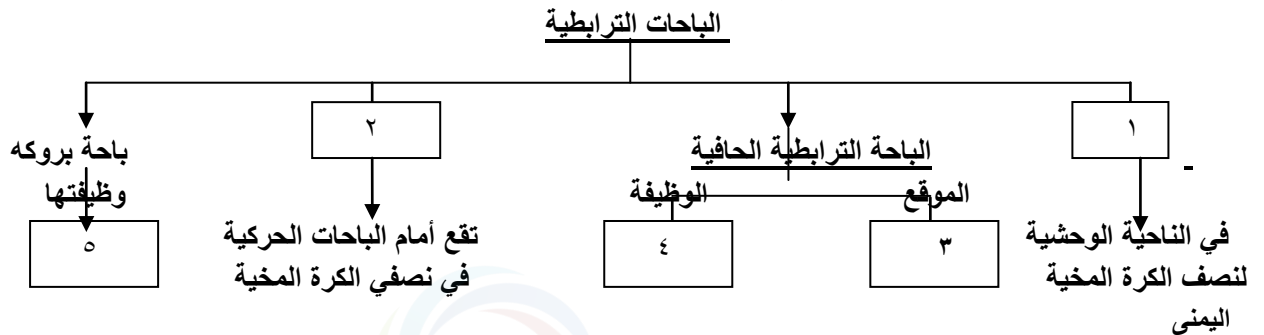 الباحات الترابطية
١
الباحة الترابطية الحافية
٢
باحة بروكه
وظيفتها
الموقع
الوظيفة
٣
٤
٥
في الناحية الوحشية
لنصف الكرة المخية
اليمني
تقع أمام الباحات الحركية
في نصفي الكرة المخية